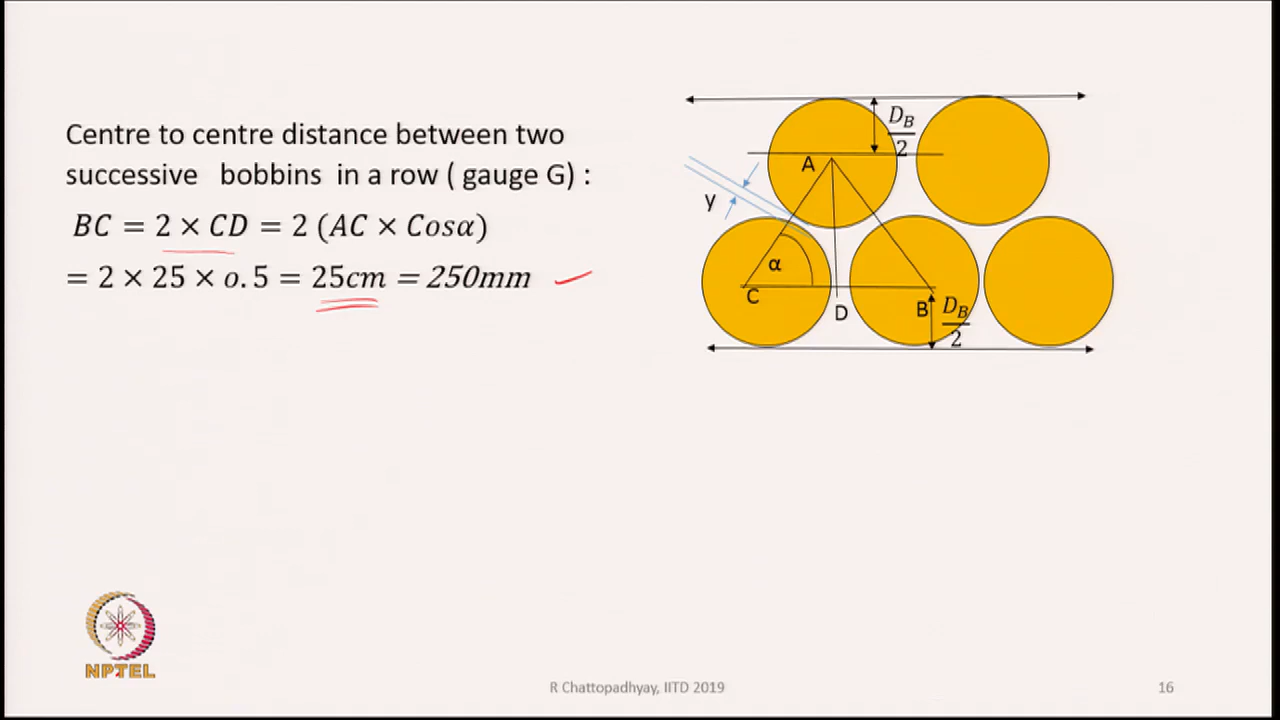 Centre to centre distance between two
successive bobbins in a row ( gauge G) :
BC = 2 × CD = 2 (AC × Cosα)
= 2 × 25 × o. 5 = 25cm = 250mm
D_B/2
A
y
α
C
D
B
D_B/2
NPTEL
R Chattopadhyay, IITD 2019
16